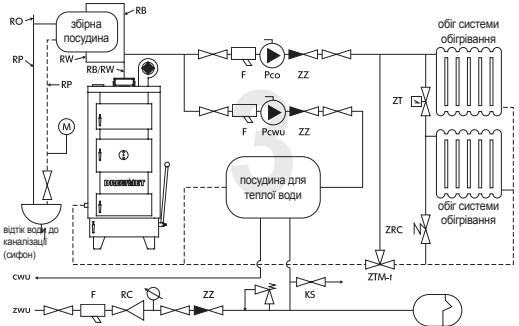 RO
RB
збірна
посудина
RP
RW
RB/RW
RP
M
F
Pco
ZZ
F
Pcwu
ZZ
обіг системи
обігрівання
ZT
3
посудина для
теплої води
обіг системи
обігрівання
ZRC
ZTM-r
відтік води до
каналізації
(сифон)
cwu
zwu
F
RC
ZZ
KS